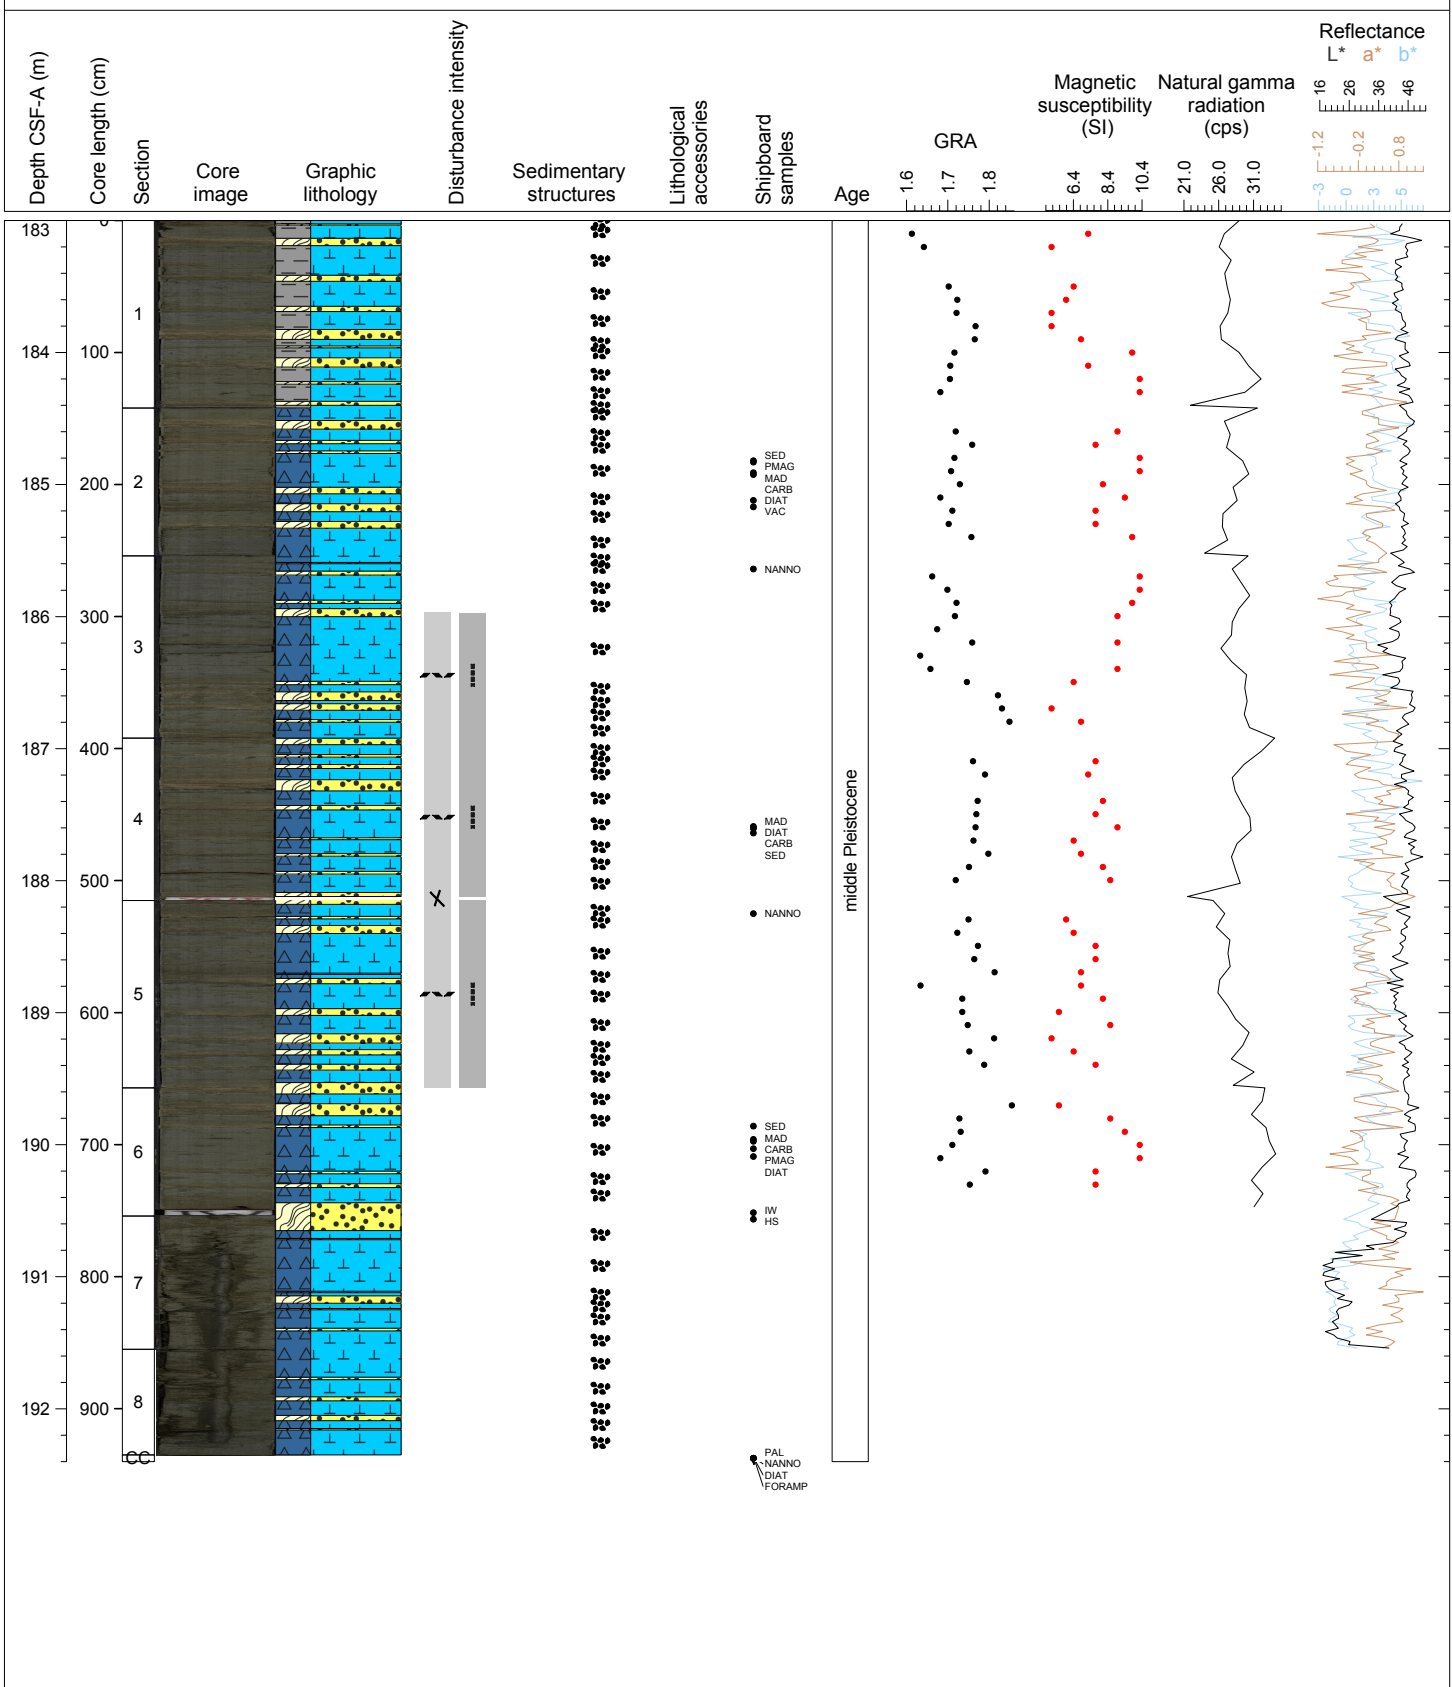 Depth CSF-A (m)
Core length (cm)
Section
Core
image
Graphic
lithology
Disturbance intensity
Sedimentary
structures
Lithological
accessories
Shipboard
samples
Age
GRA
1.6 1.7 1.8
Magnetic
susceptibility
(SI)
6.4 8.4 10.4
Natural gamma
radiation
(cps)
21.0 26.0 31.0
Reflectance
L* a* b*
16 26 36 46
-1.2 -0.2 0.8
-3 0 3 5
183 0
1
184 100
SED
PMAG
MAD
CARB
DIAT
VAC
2
185 200
NANNO
186 300
3
187 400
4
MAD
DIAT
CARB
SED
middle Pleistocene
188 500
NANNO
X
5
189 600
SED
MAD
CARB
PMAG
DIAT
190 700
6
IW
HS
191 800
7
8
192 900
CC
PAL
NANNO
DIAT
FORAMP